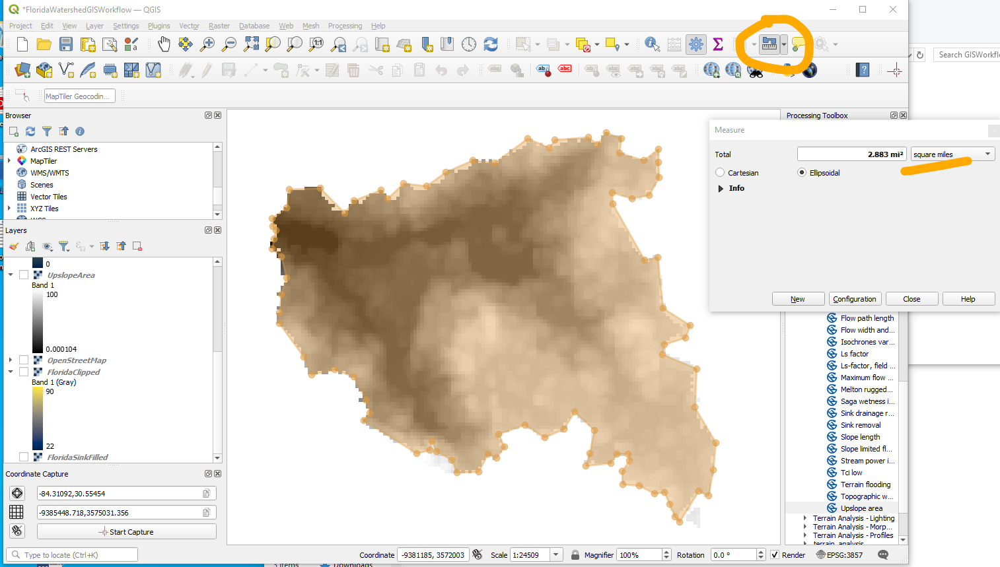 *FloridaWatershedGISWorkflow — QGIS
Project Edit View Layer Settings Plugins Vector Raster Database Web Mesh Processing Help
Search GISWorkfl
MapTiler Geocodin...
Browser
ArcGIS REST Servers
MapTiler
WMS/WMTS
Scenes
Vector Tiles
XYZ Tiles
Layers
0
UpslopeArea
Band 1
100
0.000104
OpenStreetMap
FloridaClipped
Band 1 (Gray)
90
22
FloridaSinkFilled
Coordinate Capture
-84.31092,30.55454
-9385448.718,3575031.356
Start Capture
Processing Toolbox
Measure
Total
2.883 mi²
square miles
Cartesian
Ellipsoidal
Info
New
Configuration
Close
Help
Flow path length
Flow width and...
Isochrones var...
Ls factor
Ls-factor, field ...
Maximum flow ...
Melton rugged...
Saga wetness i...
Sink drainage r...
Sink removal
Slope length
Slope limited fl...
Stream power i...
Tci low
Terrain flooding
Topographic w...
Upslope area
Terrain Analysis - Lighting
Terrain Analysis - Morp...
Terrain Analysis - Profiles
Type to locate (Ctrl+K)
Coordinate -9381185, 3572003
Scale 1:24509
Magnifier 100%
Rotation 0.0 °
Render
EPSG:3857
3 items
Downloads